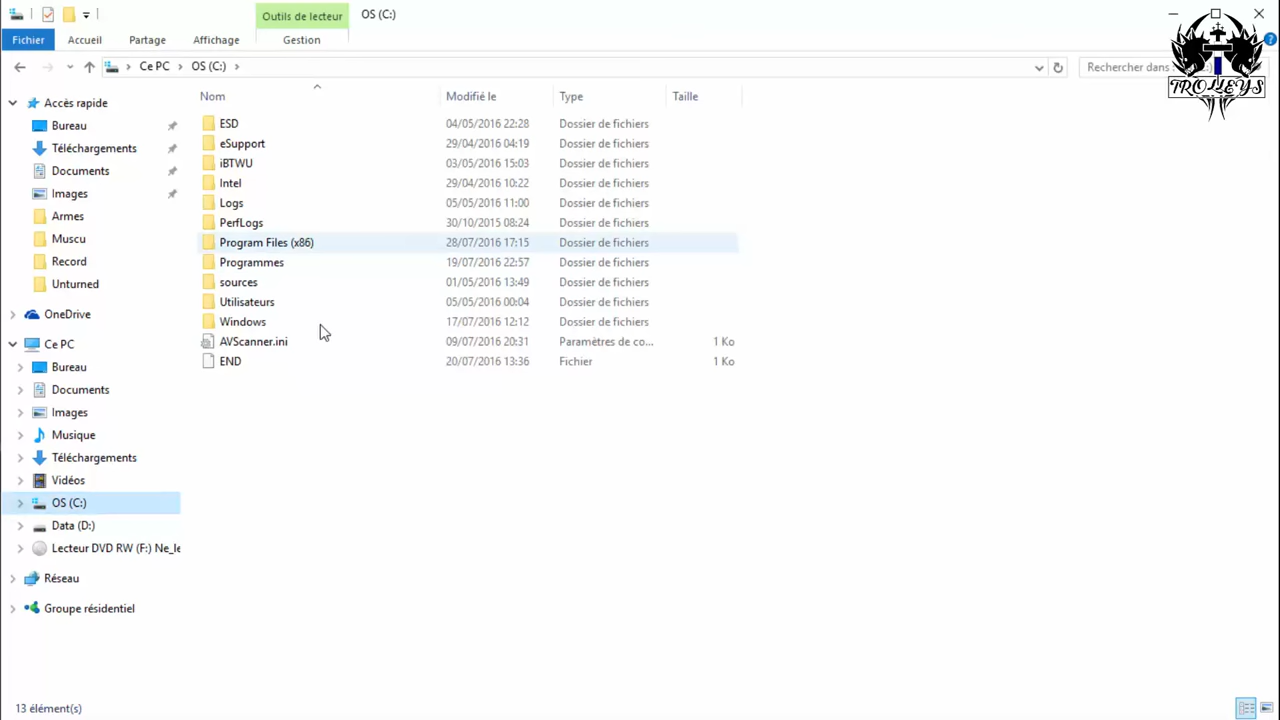 Outils de lecteur OS (C:)
Fichier Accueil Partage Affichage Gestion
Ce PC OS (C:) Rechercher dans :
Nom Modifié le Type Taille
Accès rapide
Bureau
Téléchargements
Documents
Images
Armes
Muscu
Record
Unturned
OneDrive
Ce PC
Bureau
Documents
Images
Musique
Téléchargements
Vidéos
OS (C:)
Data (D:)
Lecteur DVD RW (F:) Ne_le
Réseau
Groupe résidentiel
ESD 04/05/2016 22:28 Dossier de fichiers
eSupport 29/04/2016 04:19 Dossier de fichiers
iBTWU 03/05/2016 15:03 Dossier de fichiers
Intel 29/04/2016 10:22 Dossier de fichiers
Logs 05/05/2016 11:00 Dossier de fichiers
PerfLogs 30/10/2015 08:24 Dossier de fichiers
Program Files (x86) 28/07/2016 17:15 Dossier de fichiers
Programmes 19/07/2016 22:57 Dossier de fichiers
sources 01/05/2016 13:49 Dossier de fichiers
Utilisateurs 05/05/2016 00:04 Dossier de fichiers
Windows 17/07/2016 12:12 Dossier de fichiers
AVScanner.ini 09/07/2016 20:31 Paramètres de co... 1 Ko
END 20/07/2016 13:36 Fichier 1 Ko
13 élément(s)
TROLLEYS